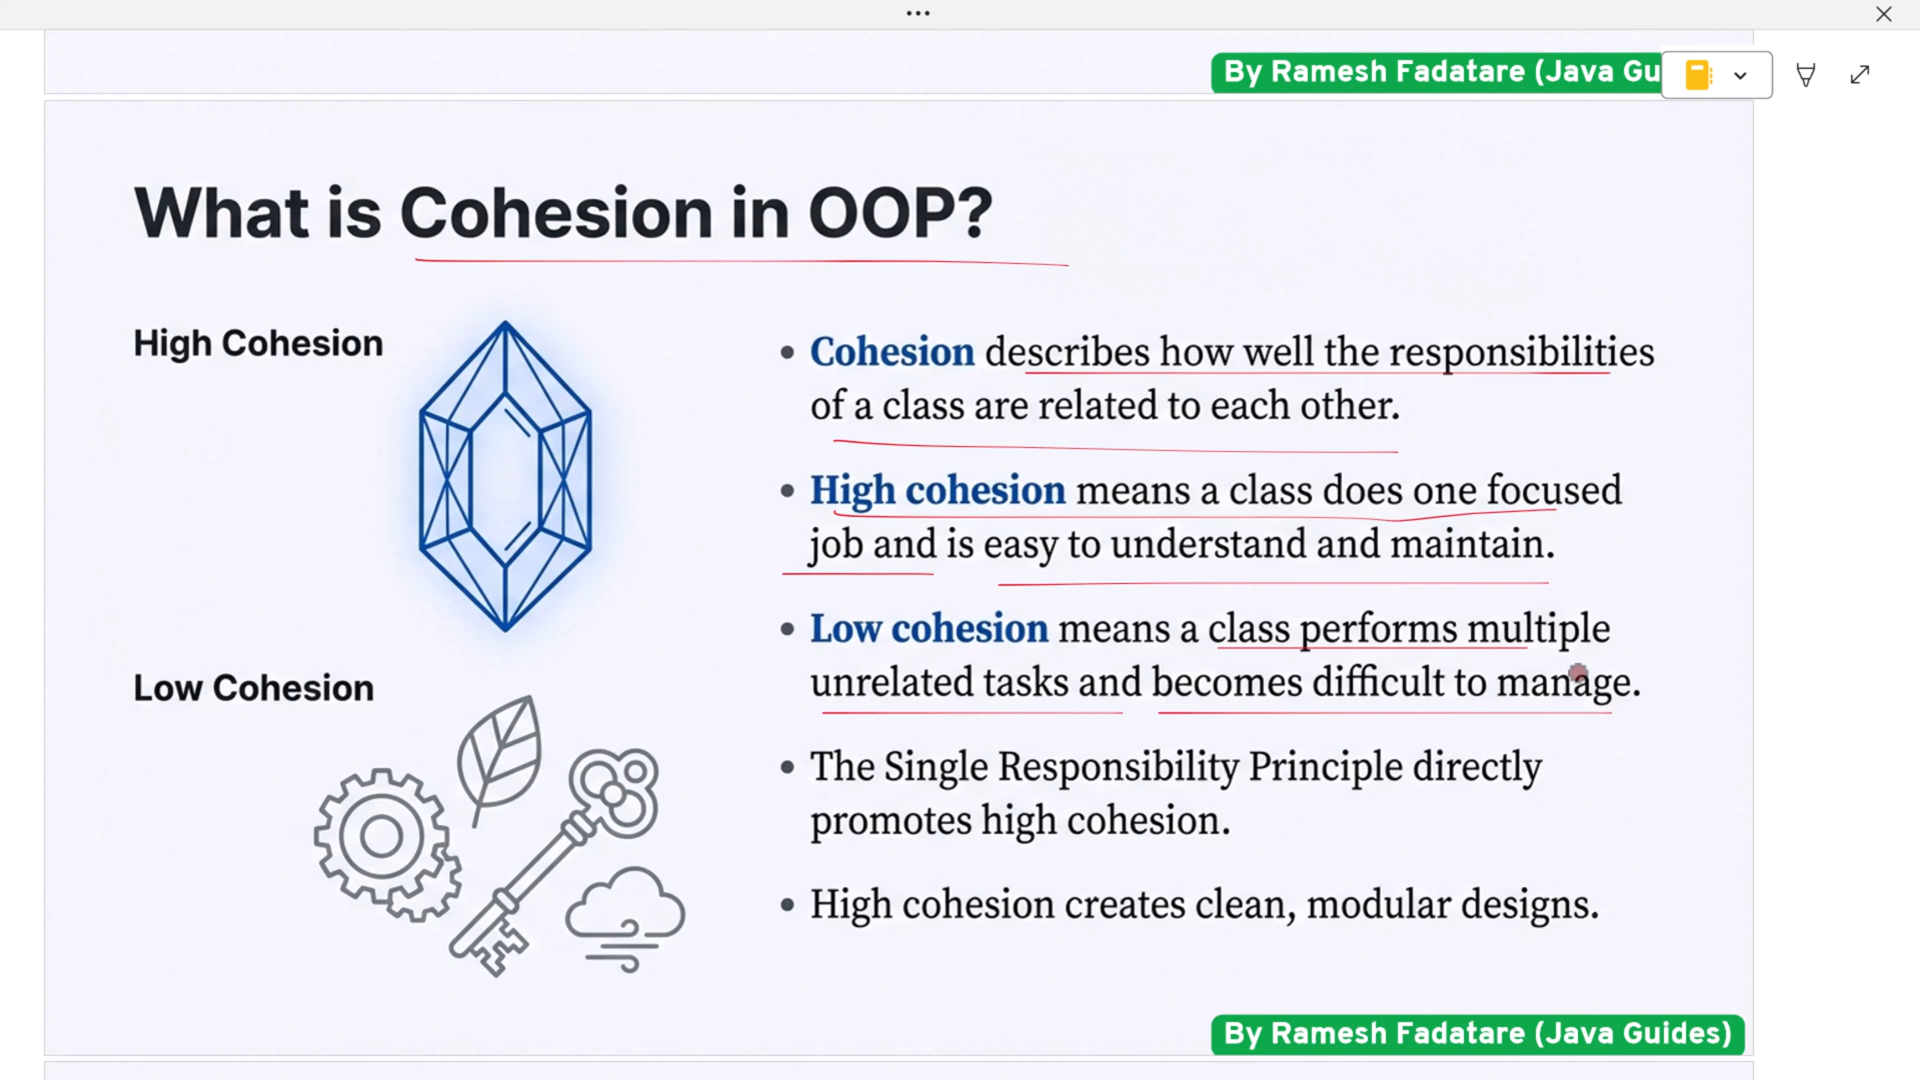 By Ramesh Fadatare (Java Gu
What is Cohesion in OOP?
High Cohesion
Low Cohesion
• Cohesion describes how well the responsibilities
of a class are related to each other.
• High cohesion means a class does one focused
job and is easy to understand and maintain.
• Low cohesion means a class performs multiple
unrelated tasks and becomes difficult to manage.
• The Single Responsibility Principle directly
promotes high cohesion.
• High cohesion creates clean, modular designs.
By Ramesh Fadatare (Java Guides)